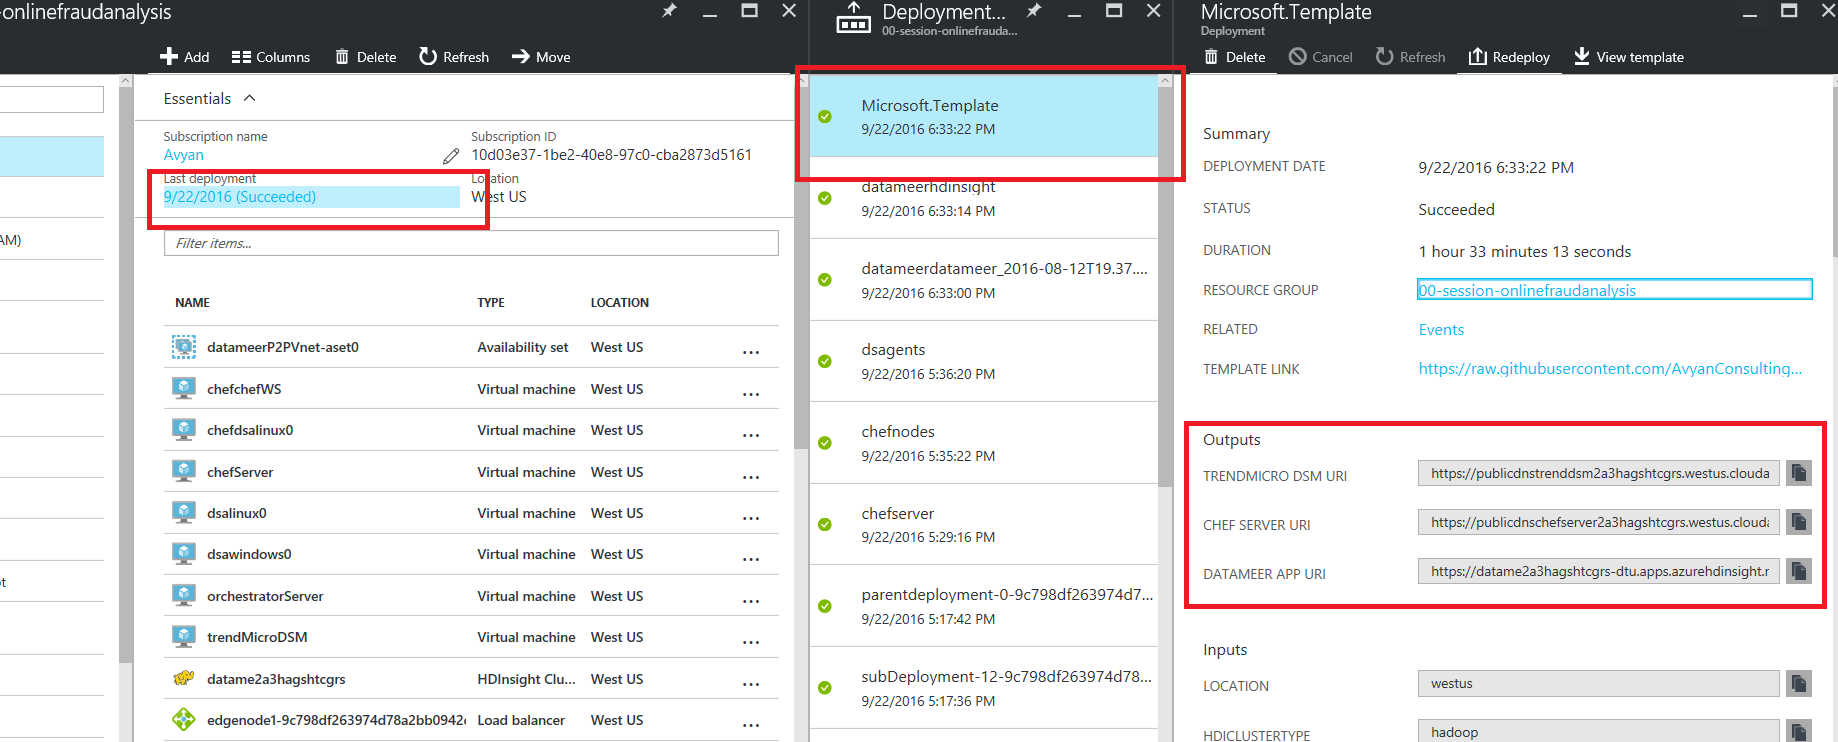 -onlinefraudanalysis
Add
Columns
Delete
Refresh
Move
AM)
Essentials
Subscription name
Avyan
Subscription ID
10d03e37-1be2-40e8-97c0-cba2873d5161
Last deployment
9/22/2016 (Succeeded)
Location
West US
Filter items...
NAME TYPE LOCATION
datameerP2PVnet-aset0 Availability set West US ...
chefchefWS Virtual machine West US ...
chefdsalinux0 Virtual machine West US ...
chefServer Virtual machine West US ...
dsalinux0 Virtual machine West US ...
dsawindows0 Virtual machine West US ...
orchestratorServer Virtual machine West US ...
trendMicroDSM Virtual machine West US ...
datame2a3hagshtcgrs HDInsight Clu... West US ...
edgenode1-9c798df263974d78a2bb0942c Load balancer West US ...
Deployment...
00-session-onlinefrauda...
Microsoft.Template
9/22/2016 6:33:22 PM
datameerhdinsight
9/22/2016 6:33:14 PM
datameerdatameer_2016-08-12T19.37....
9/22/2016 6:33:00 PM
dsagents
9/22/2016 5:36:20 PM
chefnodes
9/22/2016 5:35:22 PM
chefserver
9/22/2016 5:29:16 PM
parentdeployment-0-9c798df263974d7...
9/22/2016 5:17:42 PM
subDeployment-12-9c798df263974d78...
9/22/2016 5:17:36 PM
Microsoft.Template
Deployment
Delete
Cancel
Refresh
Redeploy
View template
Summary
DEPLOYMENT DATE 9/22/2016 6:33:22 PM
STATUS Succeeded
DURATION 1 hour 33 minutes 13 seconds
RESOURCE GROUP 00-session-onlinefraudanalysis
RELATED Events
TEMPLATE LINK https://raw.githubusercontent.com/AvyanConsulting...
Outputs
TRENDMICRO DSM URI https://publicdnstrenddsm2a3hagshtcgrs.westus.clouda
CHEF SERVER URI https://publicdnschefserver2a3hagshtcgrs.westus.clouda
DATAMEER APP URI https://datame2a3hagshtcgrs-dtu.apps.azurehdinsight.
Inputs
LOCATION westus
HDICLUSTERTYPE hadoop